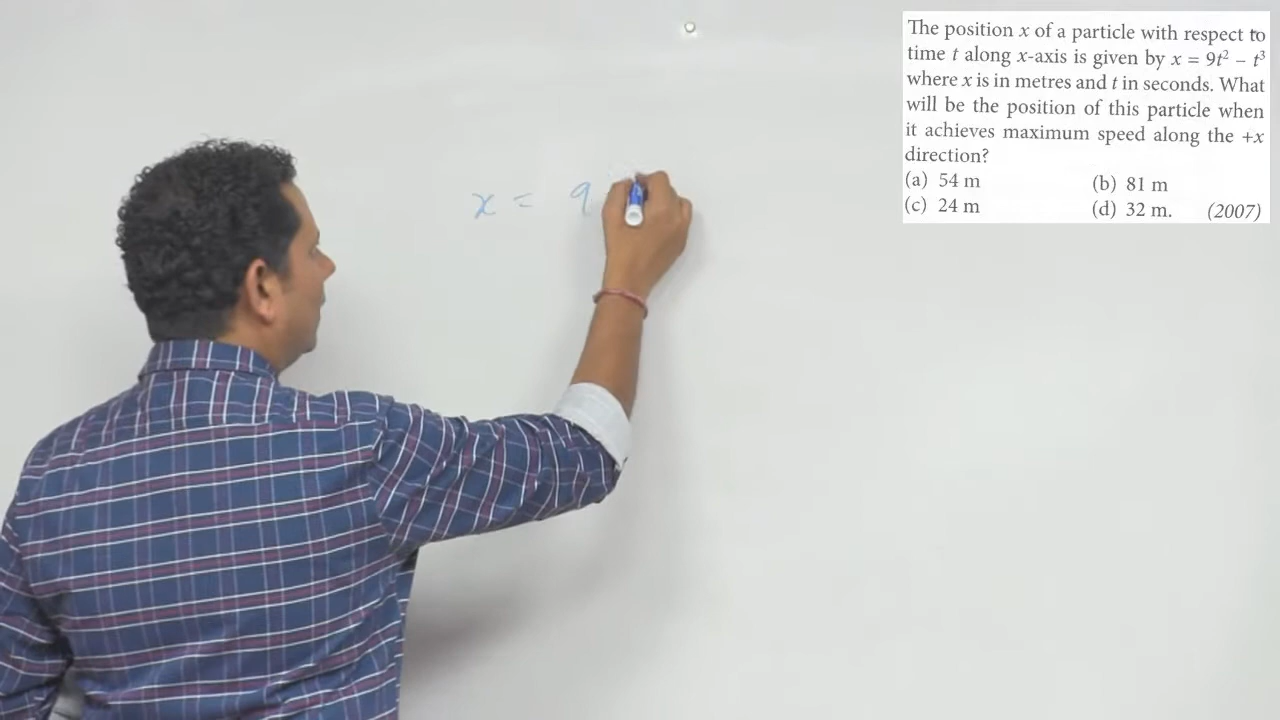 x = 9
The position x of a particle with respect to
time t along x-axis is given by x = 9t² – t³
where x is in metres and t in seconds. What
will be the position of this particle when
it achieves maximum speed along the +x
direction?
(a) 54 m (b) 81 m
(c) 24 m (d) 32 m. (2007)